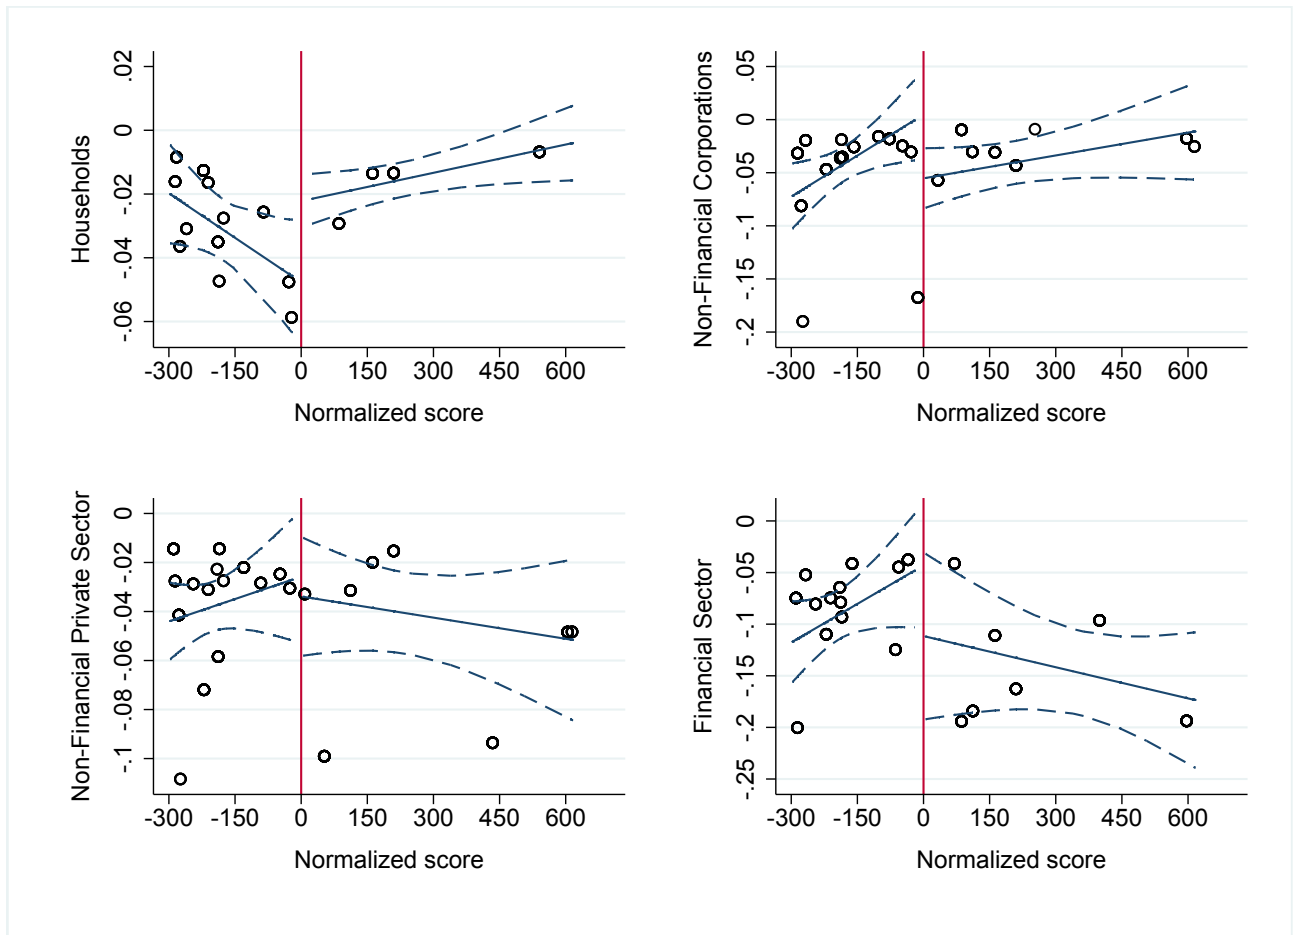 Households
.02
0
-.02
-.04
-.06
-300 -150 0 150 300 450 600
Normalized score
Non-Financial Corporations
.05
0
-.05
-.1
-.15
-.2
-300 -150 0 150 300 450 600
Normalized score
Non-Financial Private Sector
0
-.02
-.04
-.06
-.08
-.1
-300 -150 0 150 300 450 600
Normalized score
Financial Sector
0
-.05
-.1
-.15
-.2
-.25
-300 -150 0 150 300 450 600
Normalized score